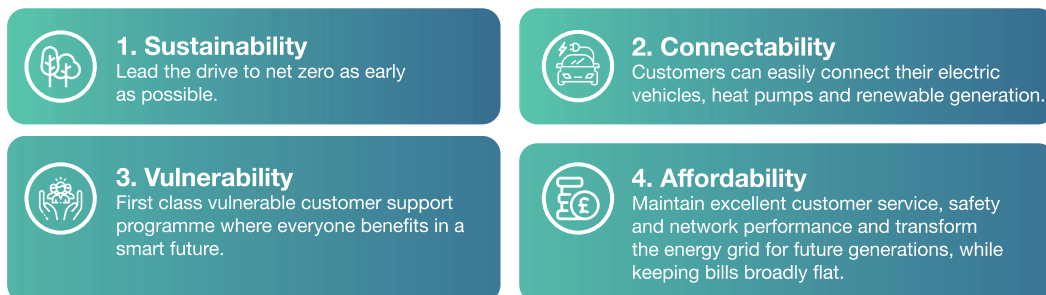 1. Sustainability
Lead the drive to net zero as early
as possible.
2. Connectability
Customers can easily connect their electric
vehicles, heat pumps and renewable generation.
3. Vulnerability
First class vulnerable customer support
programme where everyone benefits in a
smart future.
4. Affordability
Maintain excellent customer service, safety
and network performance and transform
the energy grid for future generations, while
keeping bills broadly flat.
£